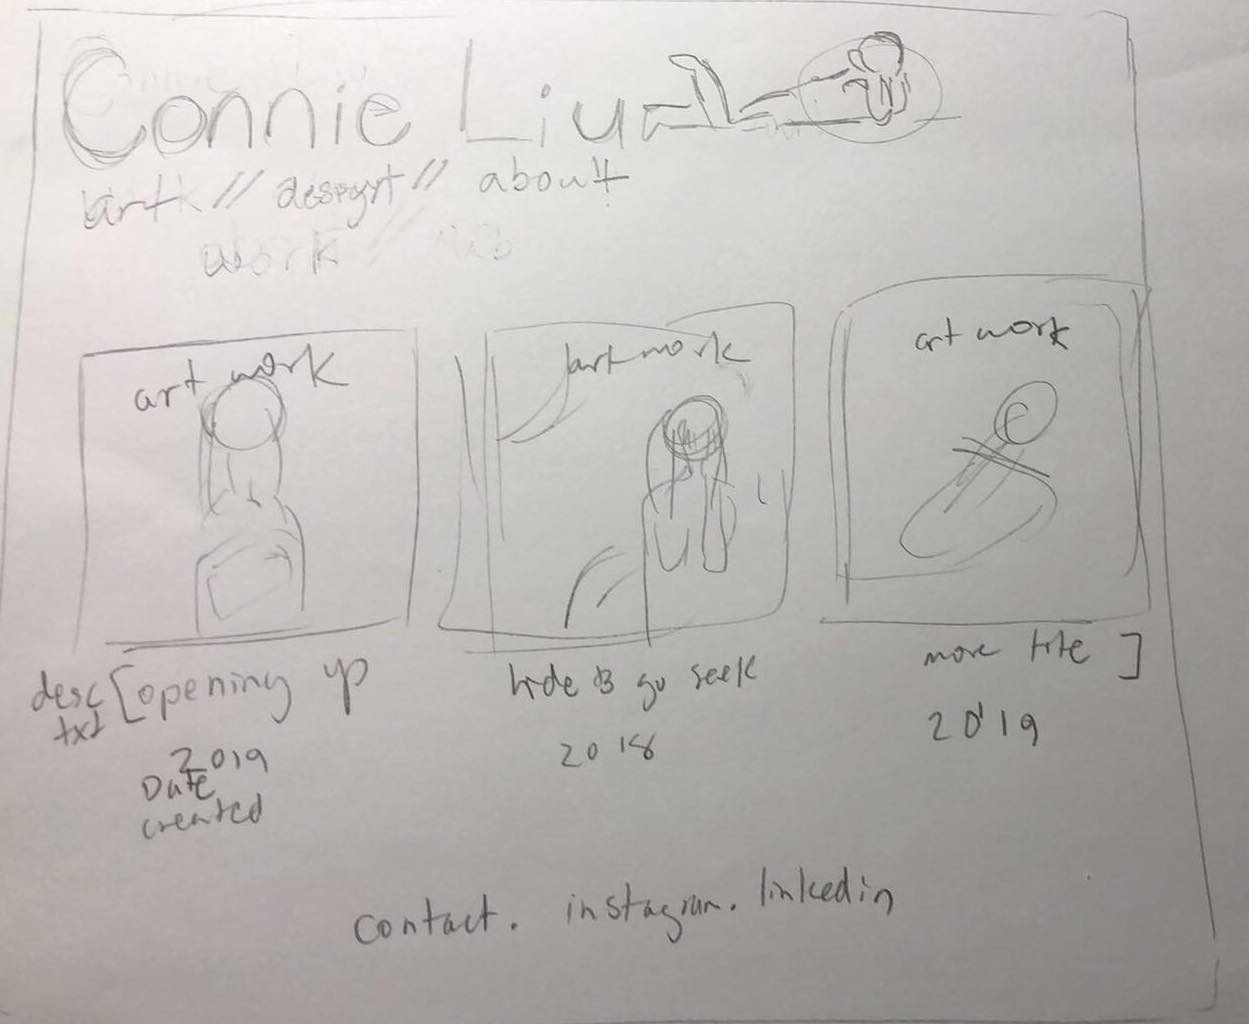 Connie Liu
art // design // about
work //
art work
art work
art work
desc txt [opening up
hide & go seek
more title ]
2019
2018
2019
Date
created
contact. instagram. linkedin